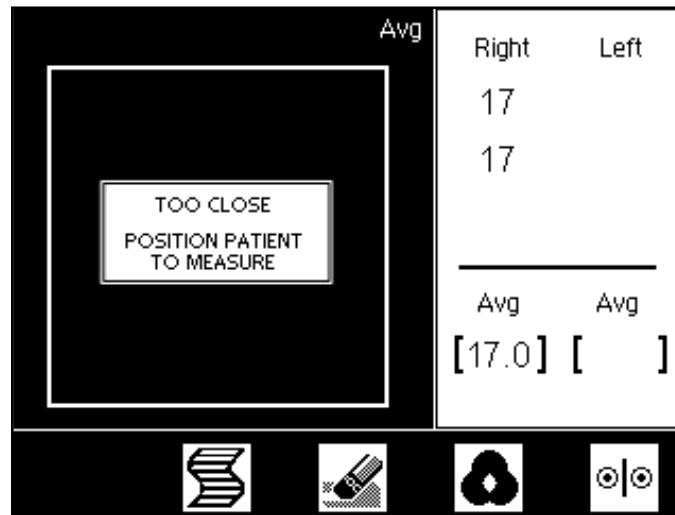 Avg
Right Left
17
17
TOO CLOSE
POSITION PATIENT
TO MEASURE
Avg Avg
[17.0] [ ]